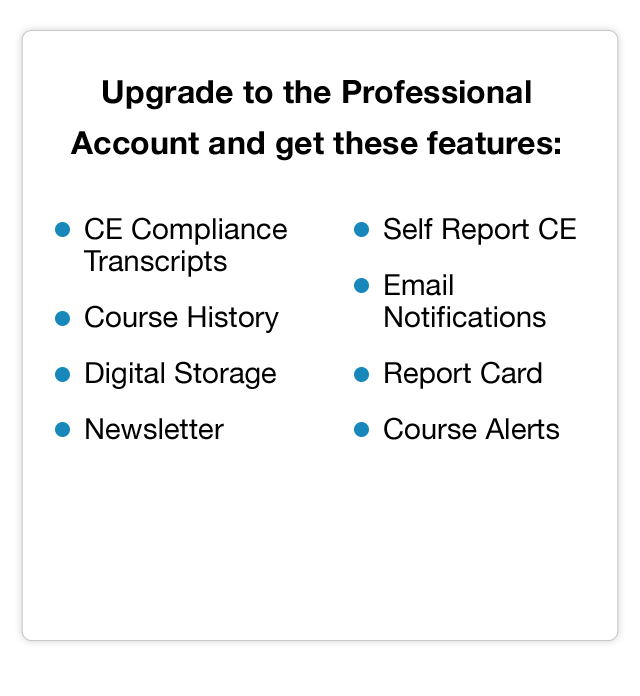 Upgrade to the Professional
Account and get these features:
CE Compliance
Transcripts
Course History
Digital Storage
Newsletter
Self Report CE
Email
Notifications
Report Card
Course Alerts